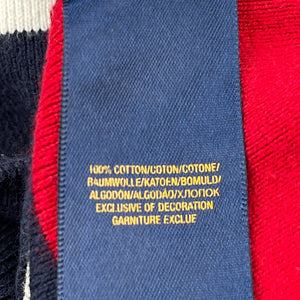 100% COTTON/COTON/COTONE/
BAUMWOLLE/KATOEN/BOMULD/
ALGODÓN/ALGODÃO/ХЛОПОК
EXCLUSIVE OF DECORATION
GARNITURE EXCLUE